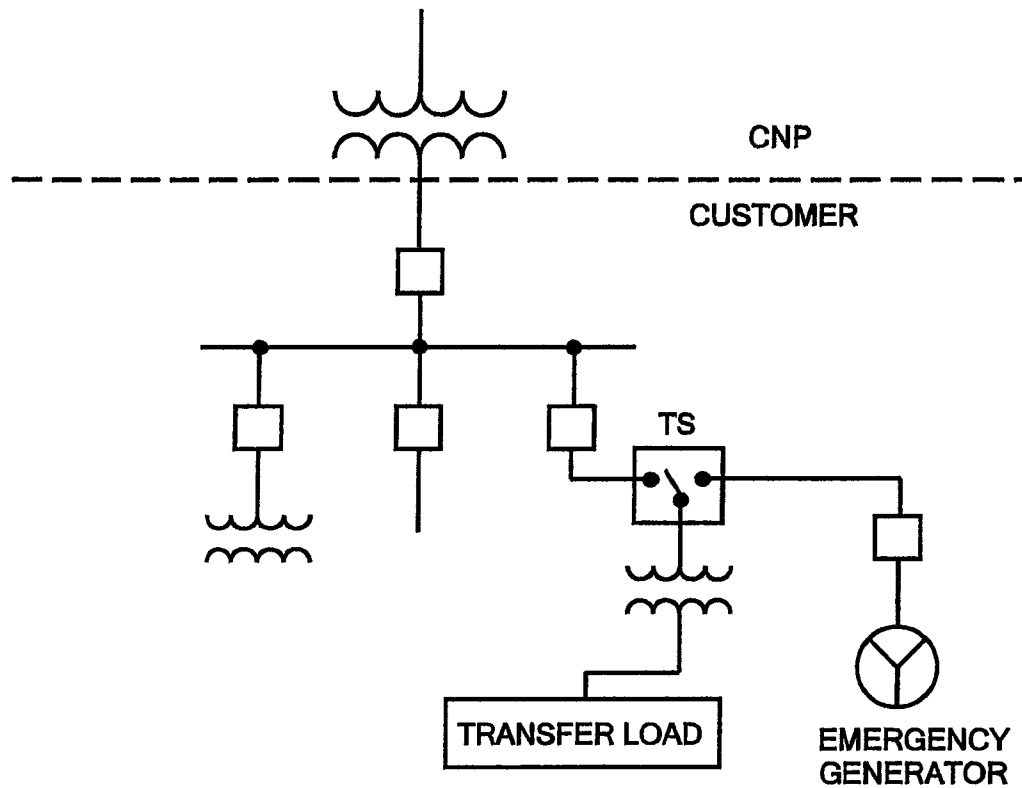 CNP
CUSTOMER
TS
TRANSFER LOAD
EMERGENCY
GENERATOR